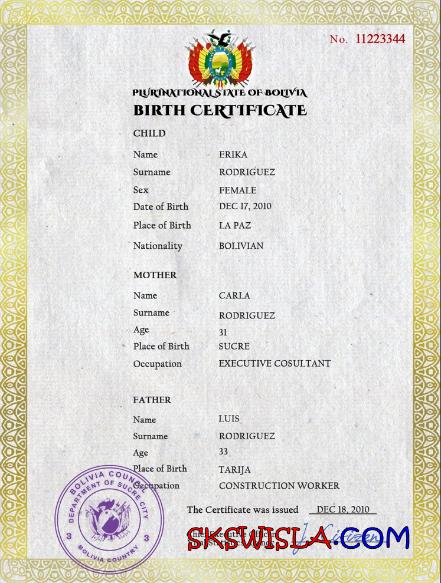 No. 11223344
PLURINATIONAL STATE OF BOLIVIA
BIRTH CERTIFICATE
CHILD
Name ERIKA
Surname RODRIGUEZ
Sex FEMALE
Date of Birth DEC 17, 2010
Place of Birth LA PAZ
Nationality BOLIVIAN
MOTHER
Name CARLA
Surname RODRIGUEZ
Age 31
Place of Birth SUCRE
Occupation EXECUTIVE COSULTANT
FATHER
Name LUIS
Surname RODRIGUEZ
Age 33
Place of Birth TARIJA
Occupation CONSTRUCTION WORKER
The Certificate was issued DEC 18, 2010
SKSWISLA.COM
J. Citizen
BOLIVIA COUNCIL
DEPARTMENT OF SUCRE CITY
3 3
BOLIVIA COUNTRY